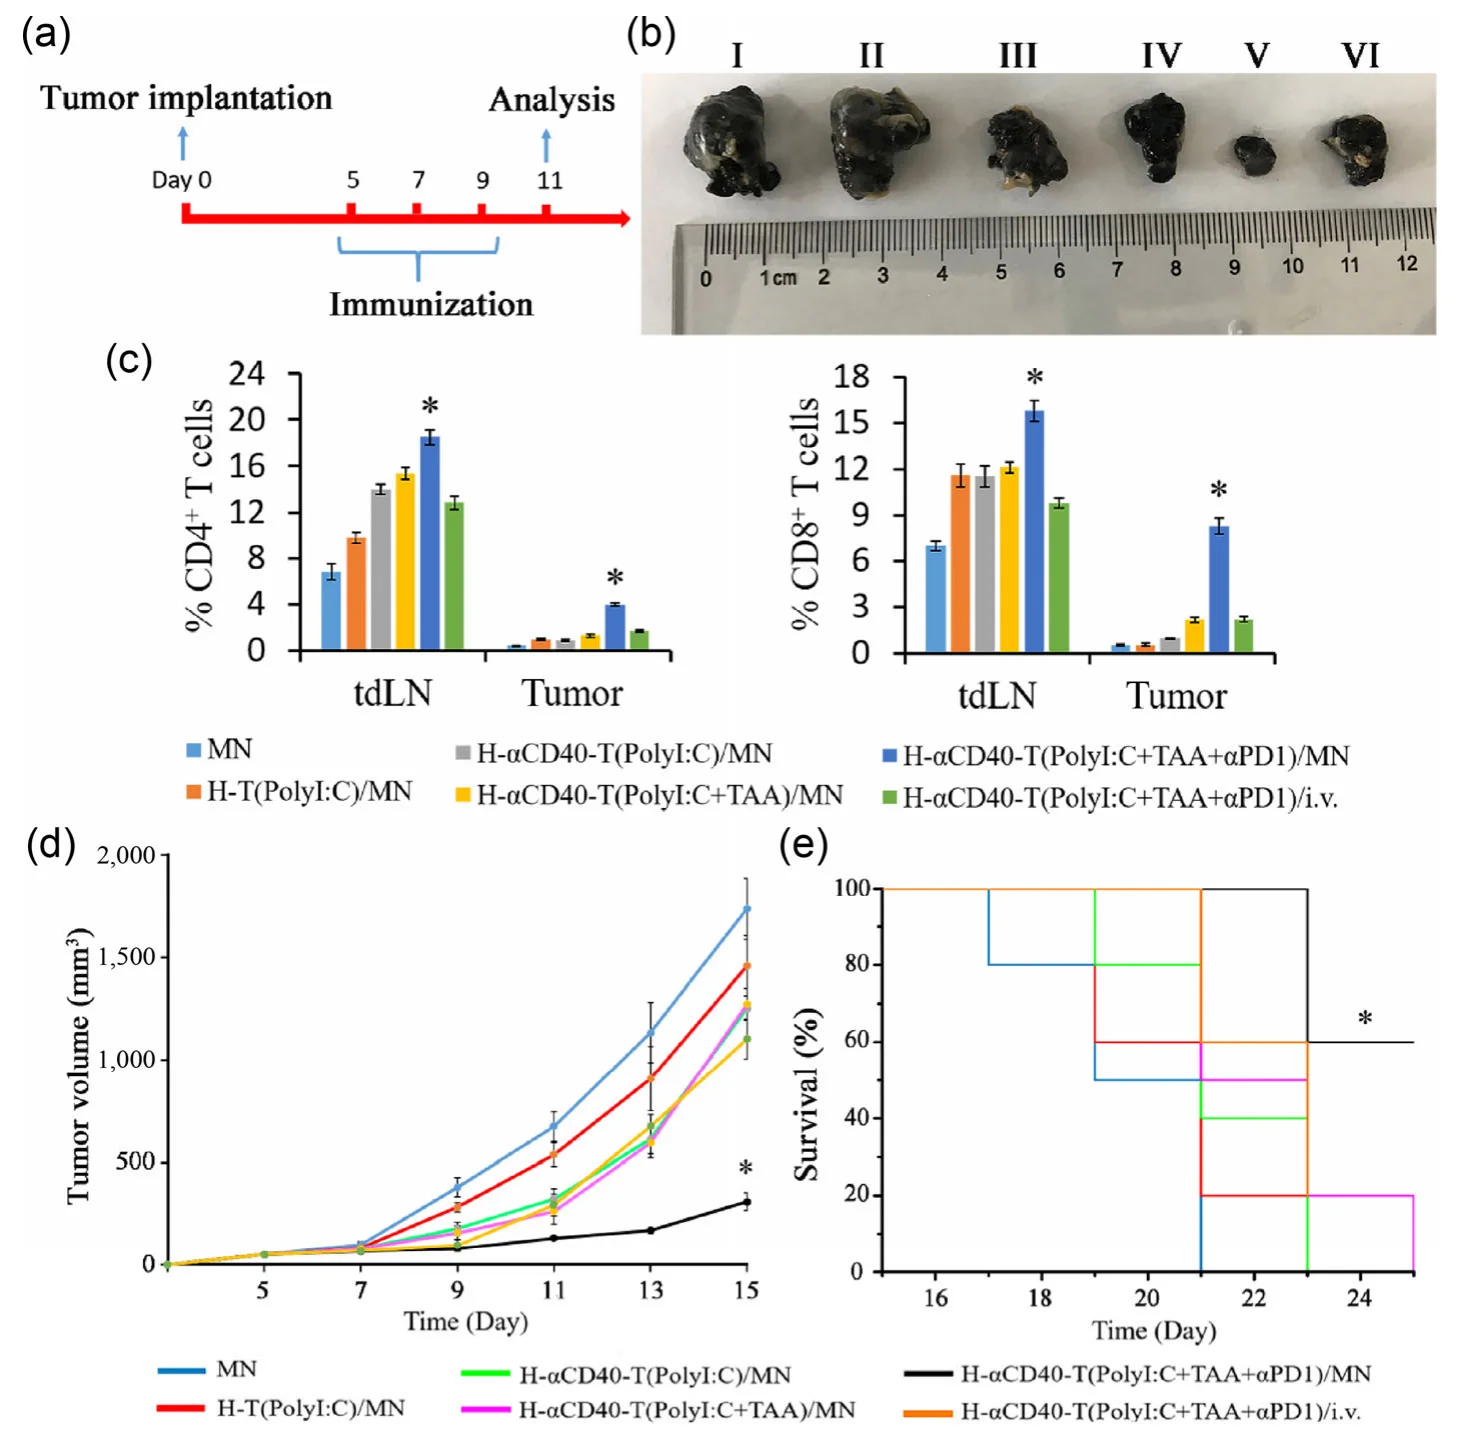 (a)
Tumor implantation
Analysis
Day 0 5 7 9 11
Immunization
(b)
I II III IV V VI
0 1 cm 2 3 4 5 6 7 8 9 10 11 12
(c)
24
20
16
12
8
4
0
% CD4+ T cells
*
*
tdLN Tumor
18
15
12
9
6
3
0
% CD8+ T cells
*
*
tdLN Tumor
MN
H-T(PolyI:C)/MN
H-αCD40-T(PolyI:C)/MN
H-αCD40-T(PolyI:C+TAA)/MN
H-αCD40-T(PolyI:C+TAA+αPD1)/MN
H-αCD40-T(PolyI:C+TAA+αPD1)/i.v.
(d)
2,000
1,500
1,000
500
0
Tumor volume (mm³)
*
5 7 9 11 13 15
Time (Day)
(e)
100
80
60
40
20
0
Survival (%)
*
16 18 20 22 24
Time (Day)
MN
H-T(PolyI:C)/MN
H-αCD40-T(PolyI:C)/MN
H-αCD40-T(PolyI:C+TAA)/MN
H-αCD40-T(PolyI:C+TAA+αPD1)/MN
H-αCD40-T(PolyI:C+TAA+αPD1)/i.v.